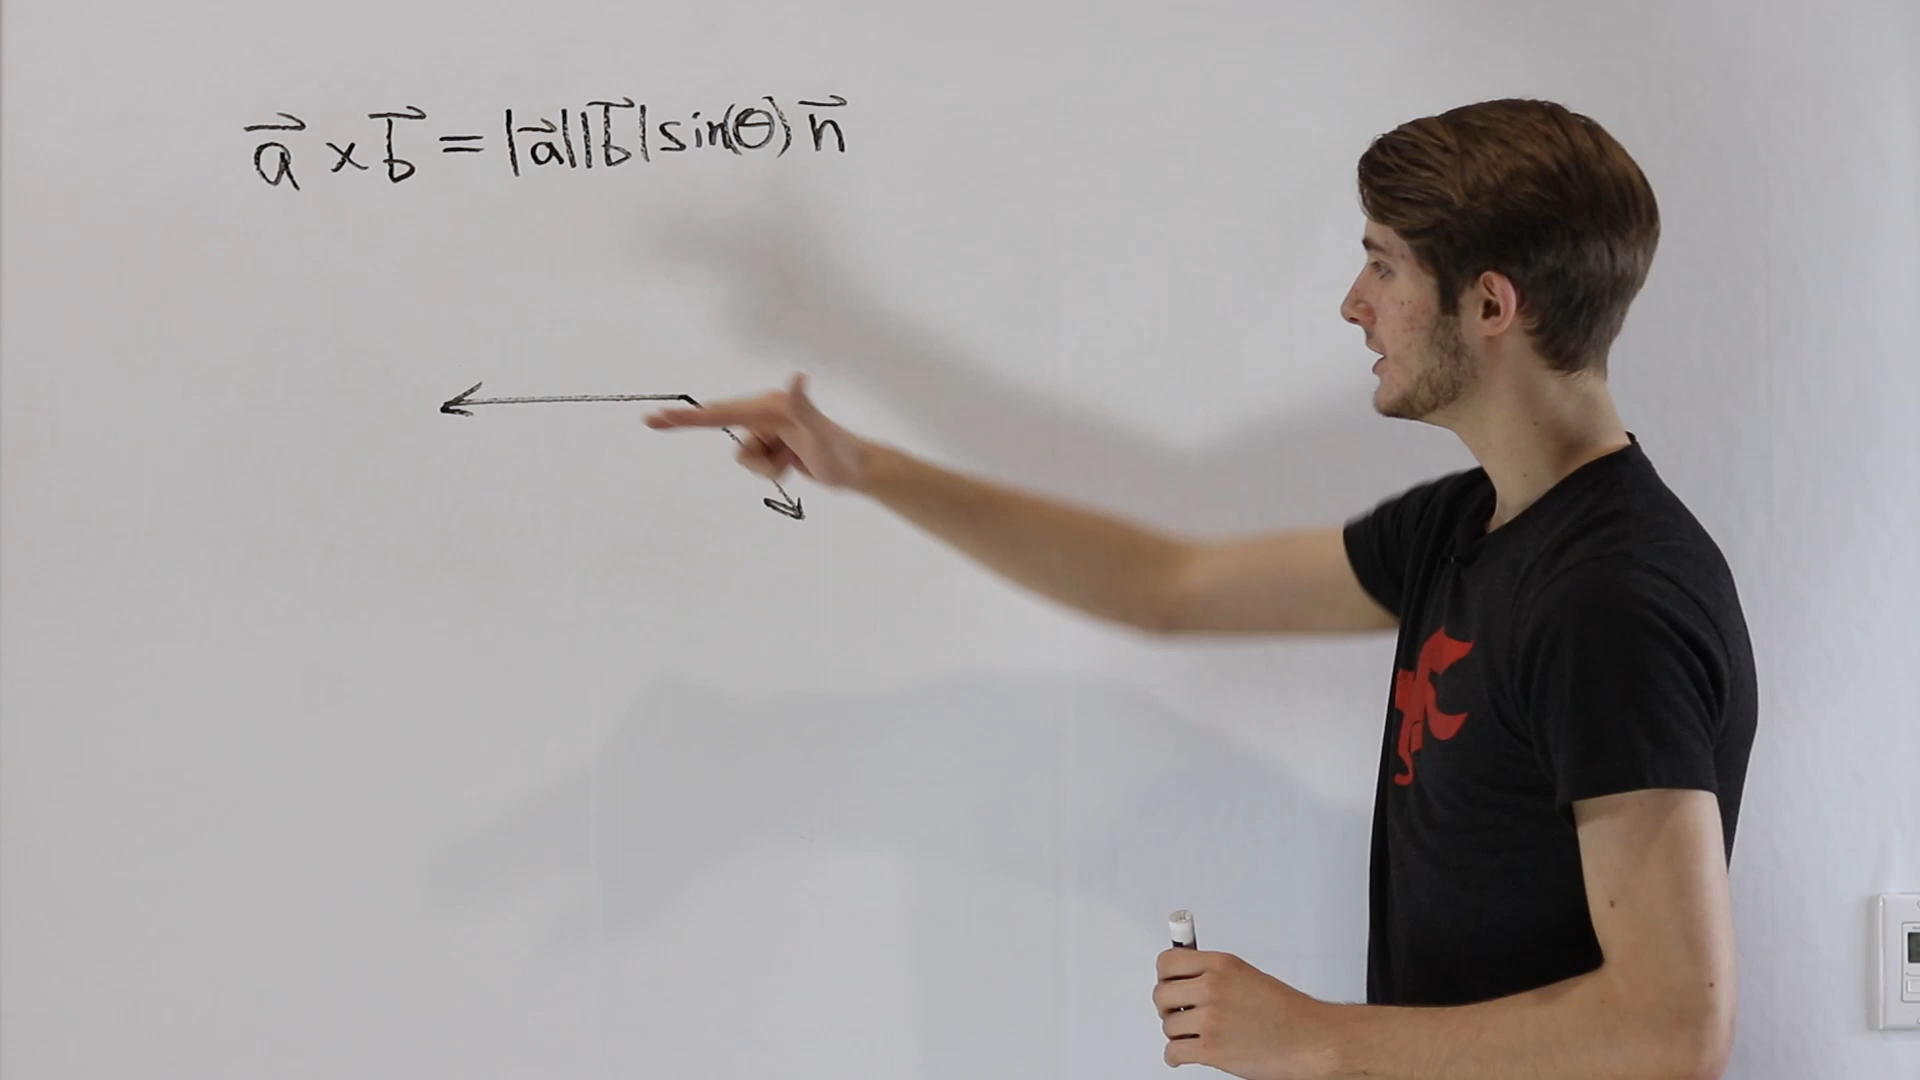 a⃗ × b⃗ = |a⃗||b⃗|sin(θ) n⃗